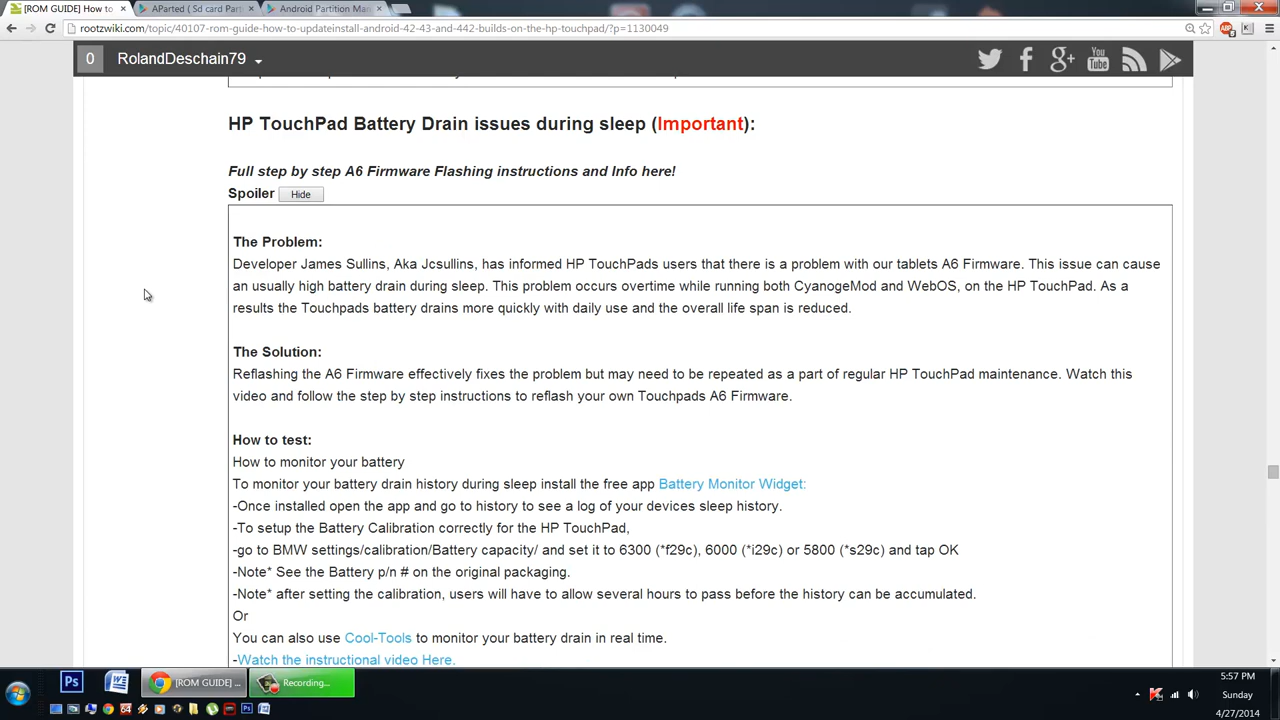 [ROM GUIDE] How to
AParted ( Sd card Part
Android Partition Man
rootzwiki.com/topic/40107-rom-guide-how-to-updateinstall-android-42-43-and-442-builds-on-the-hp-touchpad/?p=1130049
0 RolandDeschain79
You Tube
HP TouchPad Battery Drain issues during sleep (Important):
Full step by step A6 Firmware Flashing instructions and Info here!
Spoiler Hide
The Problem:
Developer James Sullins, Aka Jcsullins, has informed HP TouchPads users that there is a problem with our tablets A6 Firmware. This issue can cause
an usually high battery drain during sleep. This problem occurs overtime while running both CyanogeMod and WebOS, on the HP TouchPad. As a
results the Touchpads battery drains more quickly with daily use and the overall life span is reduced.
The Solution:
Reflashing the A6 Firmware effectively fixes the problem but may need to be repeated as a part of regular HP TouchPad maintenance. Watch this
video and follow the step by step instructions to reflash your own Touchpads A6 Firmware.
How to test:
How to monitor your battery
To monitor your battery drain history during sleep install the free app Battery Monitor Widget:
-Once installed open the app and go to history to see a log of your devices sleep history.
-To setup the Battery Calibration correctly for the HP TouchPad,
-go to BMW settings/calibration/Battery capacity/ and set it to 6300 (*f29c), 6000 (*i29c) or 5800 (*s29c) and tap OK
-Note* See the Battery p/n # on the original packaging.
-Note* after setting the calibration, users will have to allow several hours to pass before the history can be accumulated.
Or
You can also use Cool-Tools to monitor your battery drain in real time.
-Watch the instructional video Here.
Ps
[ROM GUIDE] ...
Recording...
5:57 PM
Sunday
4/27/2014